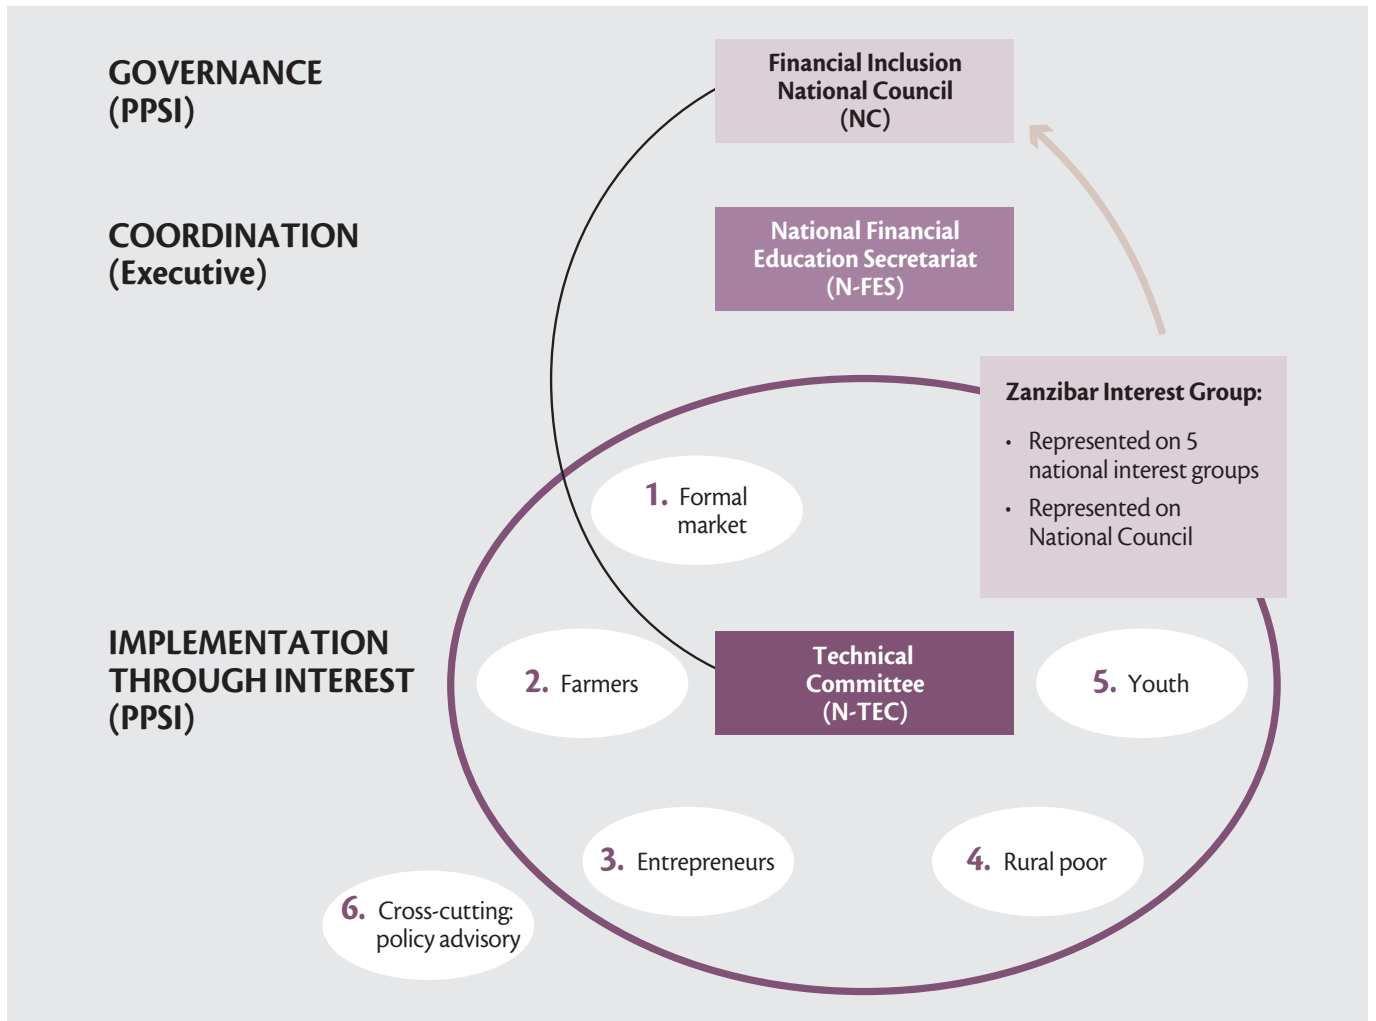 GOVERNANCE
(PPSI)
Financial Inclusion
National Council
(NC)
COORDINATION
(Executive)
National Financial
Education Secretariat
(N-FES)
Zanzibar Interest Group:
• Represented on 5
national interest groups
• Represented on
National Council
1. Formal
market
IMPLEMENTATION
THROUGH INTEREST
(PPSI)
2. Farmers
Technical
Committee
(N-TEC)
5. Youth
3. Entrepreneurs
4. Rural poor
6. Cross-cutting:
policy advisory